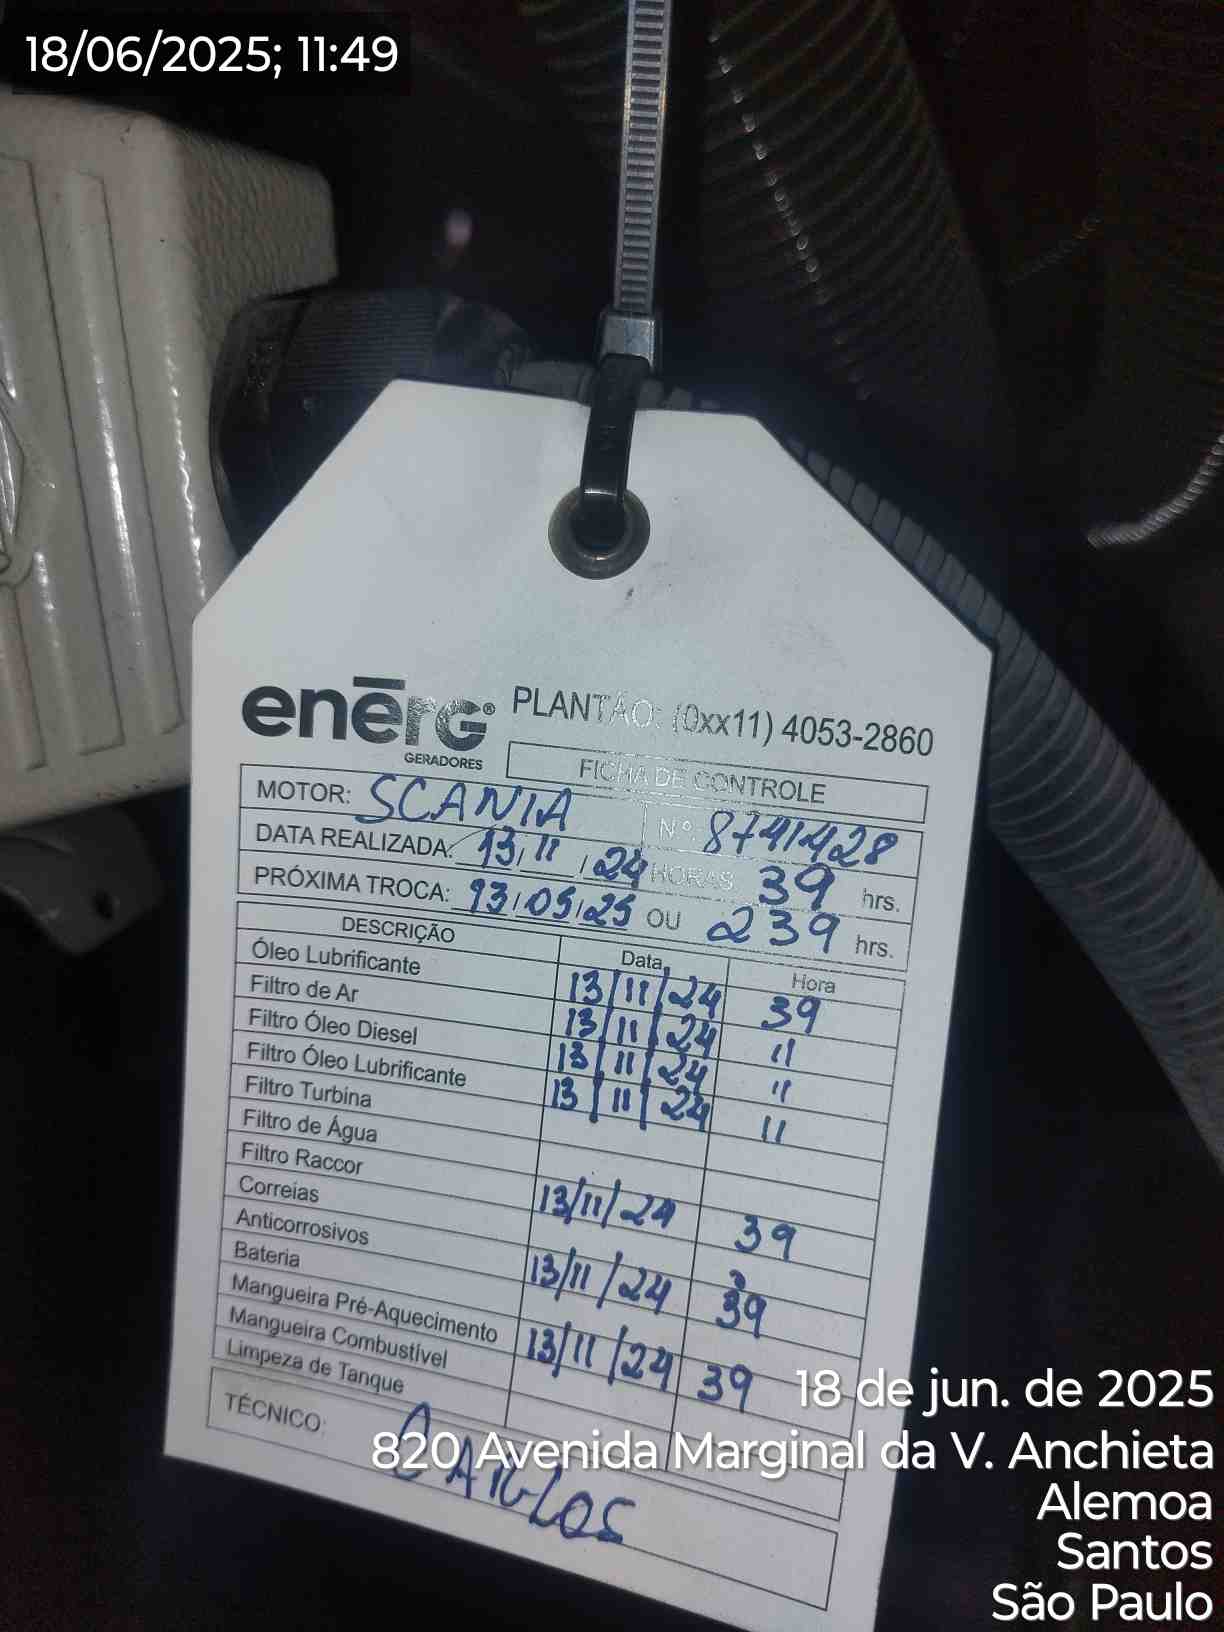 18/06/2025; 11:49
enērG®
GERADORES
PLANTÃO: (0xx11) 4053-2860
FICHA DE CONTROLE
MOTOR: SCANIA Nº: 8741428
DATA REALIZADA: 13/11/24 HORAS 39 hrs.
PRÓXIMA TROCA: 13/05/25 OU 239 hrs.
DESCRIÇÃO Data Hora
Óleo Lubrificante 13/11/24 39
Filtro de Ar 13/11/24 "
Filtro Óleo Diesel 13/11/24 "
Filtro Óleo Lubrificante 13/11/24 "
Filtro Turbina
Filtro de Água
Filtro Raccor 13/11/24 39
Correias
Anticorrosivos 13/11/24 39
Bateria
Mangueira Pré-Aquecimento 13/11/24 39
Mangueira Combustível
Limpeza de Tanque
TÉCNICO: CARLOS
18 de jun. de 2025
820 Avenida Marginal da V. Anchieta
Alemoa
Santos
São Paulo